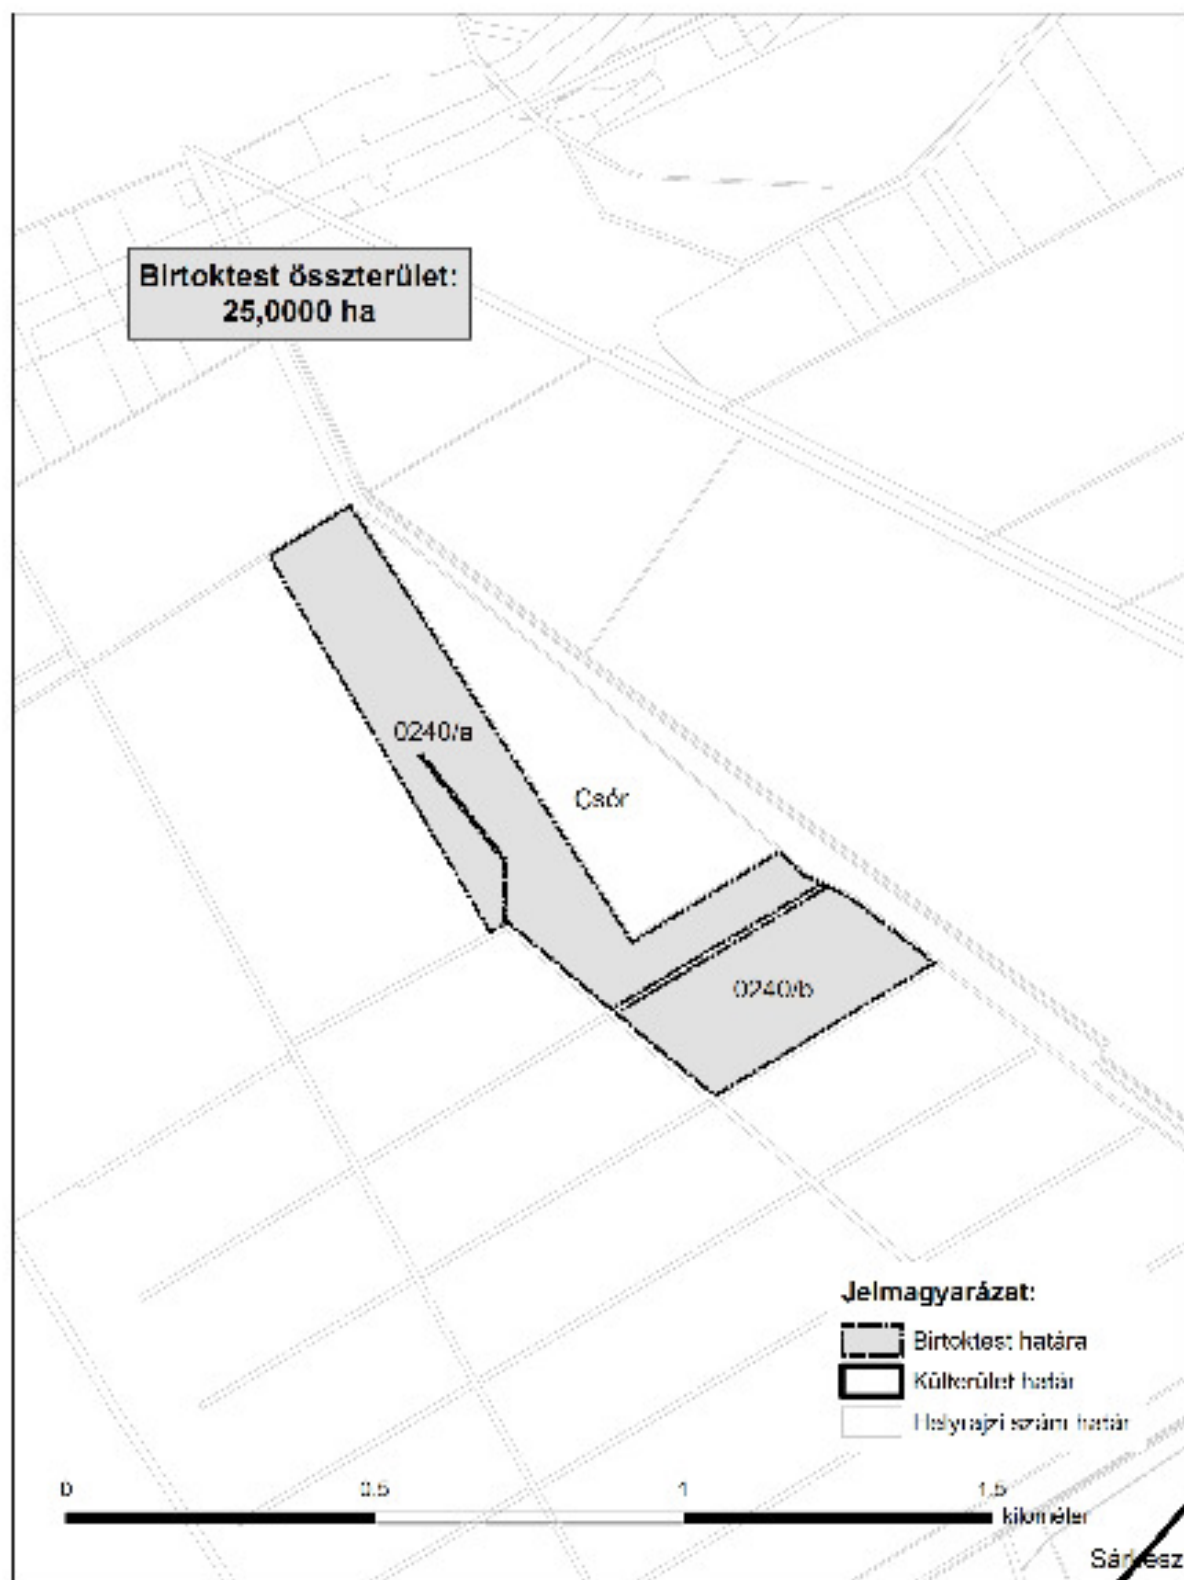 Birtoktest összterület:
25,0000 ha
0240/a
Csór
0240/b
Jelmagyarázat:
Birtoktest határa
Külterület határ
Helyrajzi szám határ
0 0.5 1 1.5
kilométer
Sárkesz